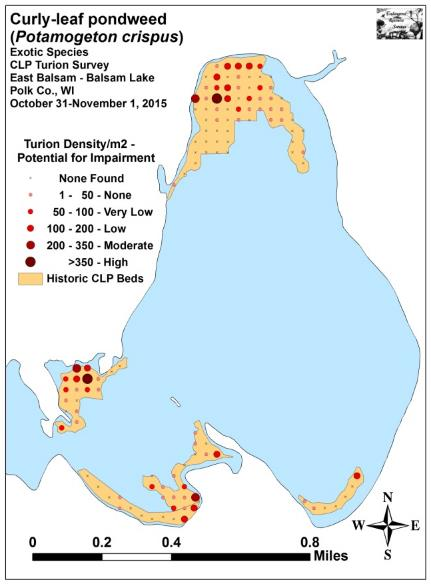 Curly-leaf pondweed
(Potamogeton crispus)
Exotic Species
CLP Turion Survey
East Balsam - Balsam Lake
Polk Co., WI
October 31-November 1, 2015
Turion Density/m2 -
Potential for Impairment
None Found
1 - 50 - None
50 - 100 - Very Low
100 - 200 - Low
200 - 350 - Moderate
>350 - High
Historic CLP Beds
N
W E
S
0 0.2 0.4 0.8
Miles